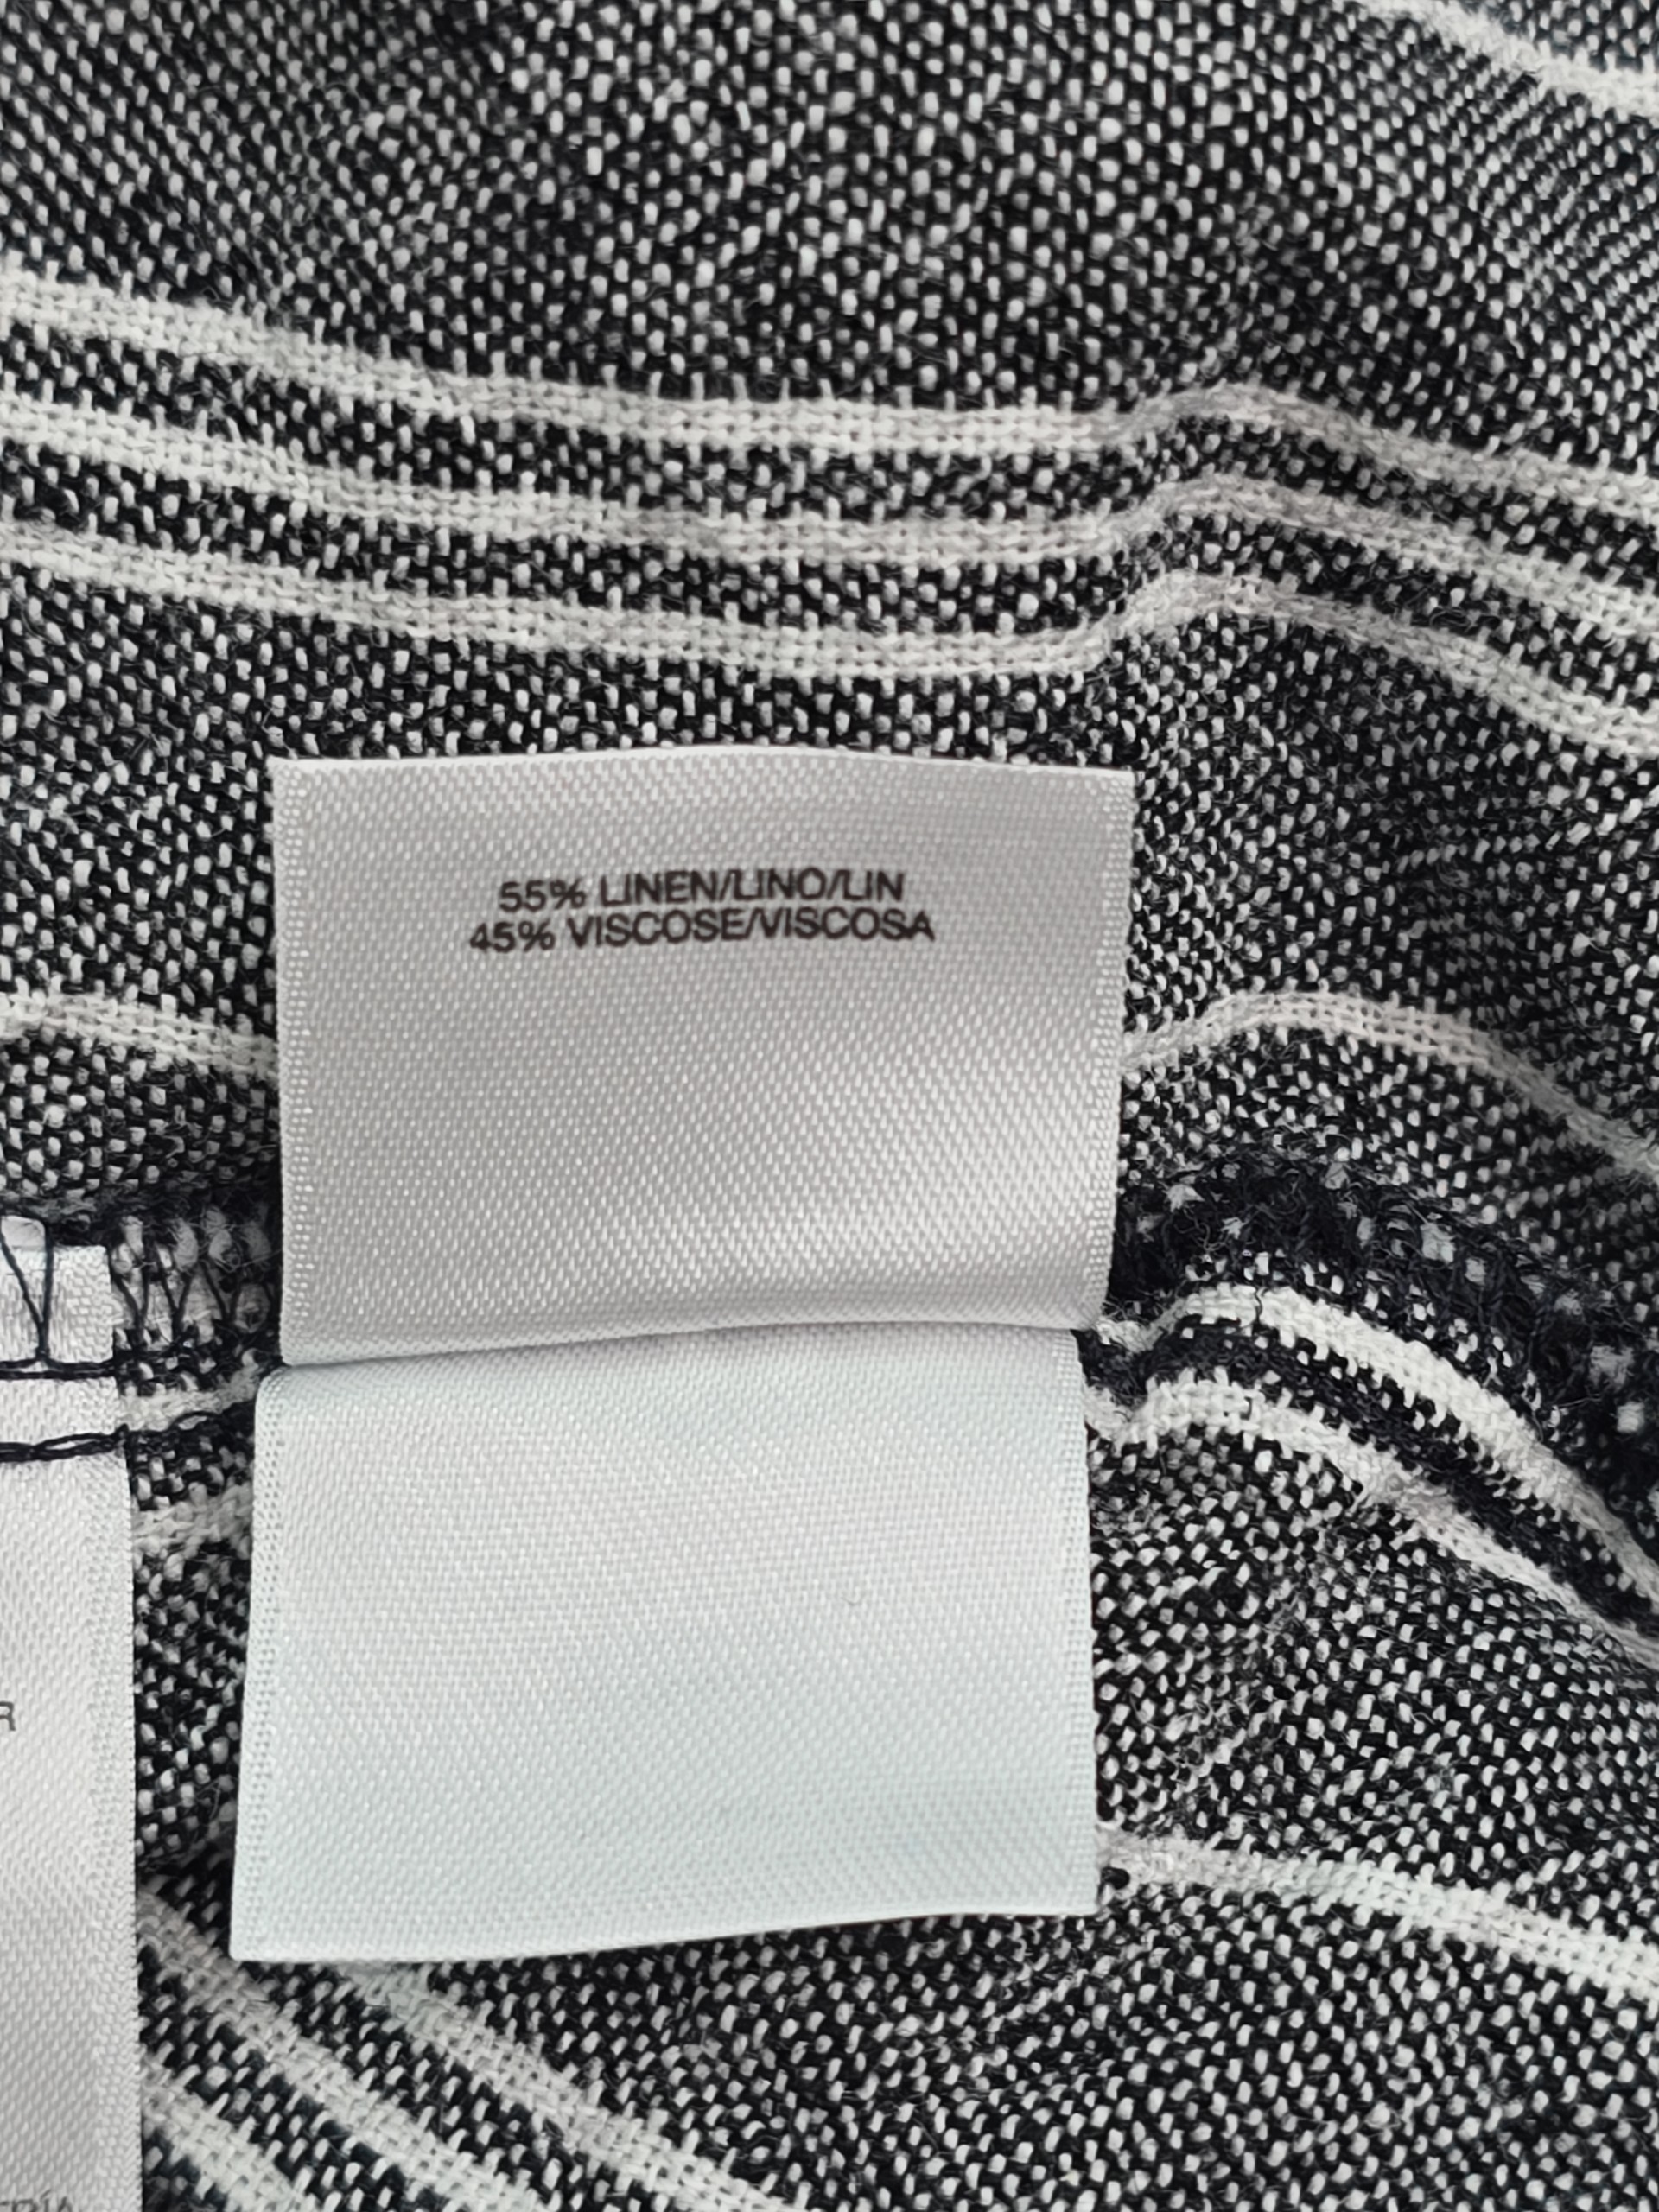 55% LINEN/LINO/LIN
45% VISCOSE/VISCOSA
R